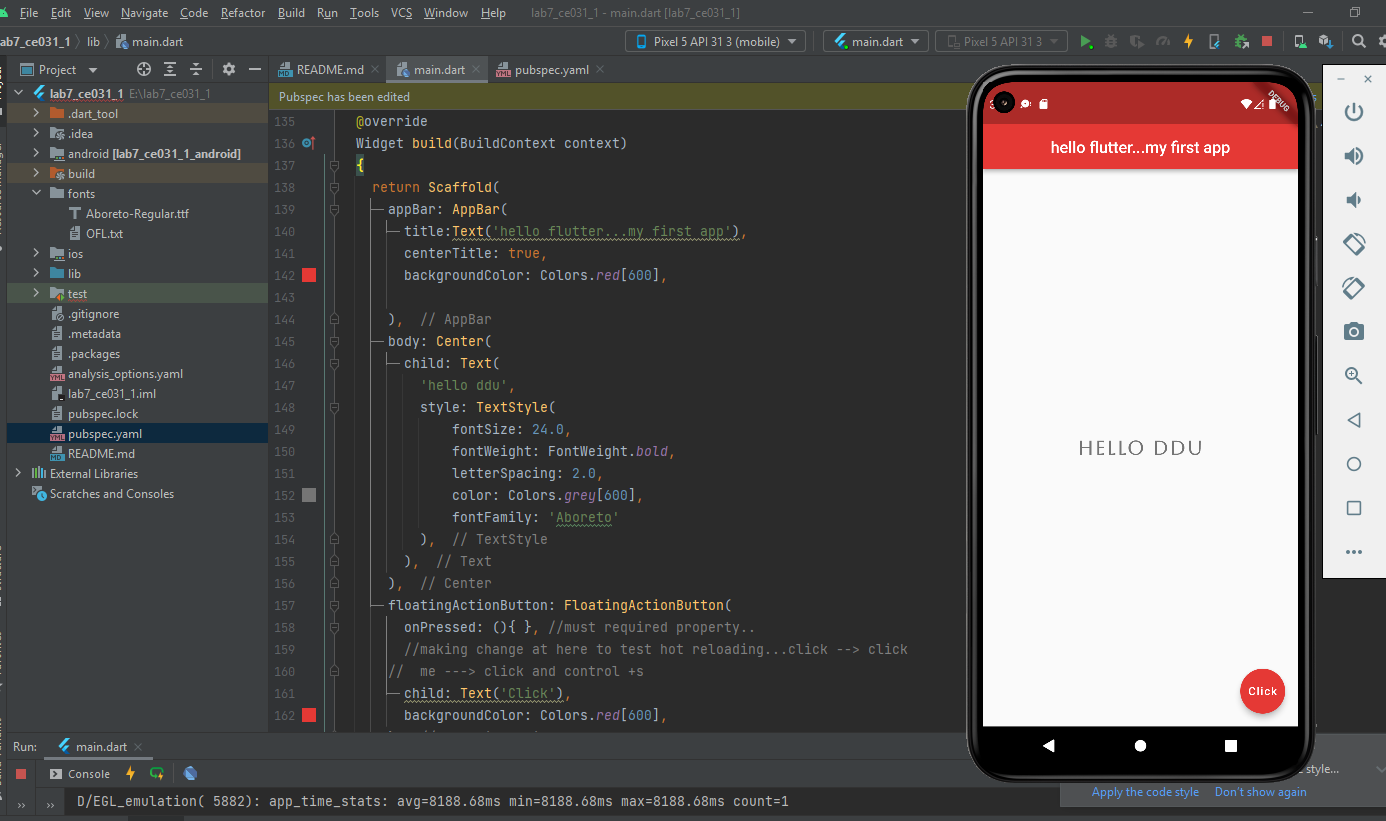 File Edit View Navigate Code Refactor Build Run Tools VCS Window Help lab7_ce031_1 - main.dart [lab7_ce031_1]
ab7_ce031_1 lib main.dart Pixel 5 API 31 3 (mobile) main.dart Pixel 5 API 31 3
Project README.md main.dart pubspec.yaml
lab7_ce031_1 E:\lab7_ce031_1
.dart_tool
.idea
android [lab7_ce031_1_android]
build
fonts
Aboreto-Regular.ttf
OFL.txt
ios
lib
test
.gitignore
.metadata
.packages
analysis_options.yaml
lab7_ce031_1.iml
pubspec.lock
pubspec.yaml
README.md
External Libraries
Scratches and Consoles
Pubspec has been edited
135 @override
136 Widget build(BuildContext context)
137 {
138 return Scaffold(
139 appBar: AppBar(
140 title:Text('hello flutter...my first app'),
141 centerTitle: true,
142 backgroundColor: Colors.red[600],
143
144 ), // AppBar
145 body: Center(
146 child: Text(
147 'hello ddu',
148 style: TextStyle(
149 fontSize: 24.0,
150 fontWeight: FontWeight.bold,
151 letterSpacing: 2.0,
152 color: Colors.grey[600],
153 fontFamily: 'Aboreto'
154 ), // TextStyle
155 ), // Text
156 ), // Center
157 floatingActionButton: FloatingActionButton(
158 onPressed: (){ }, //must required property..
159 //making change at here to test hot reloading...click --> click
160 // me ---> click and control +s
161 child: Text('Click'),
162 backgroundColor: Colors.red[600],
DEBUG
hello flutter...my first app
HELLO DDU
Click
Run: main.dart
Console
D/EGL_emulation( 5882): app_time_stats: avg=8188.68ms min=8188.68ms max=8188.68ms count=1
style...
Apply the code style Don't show again